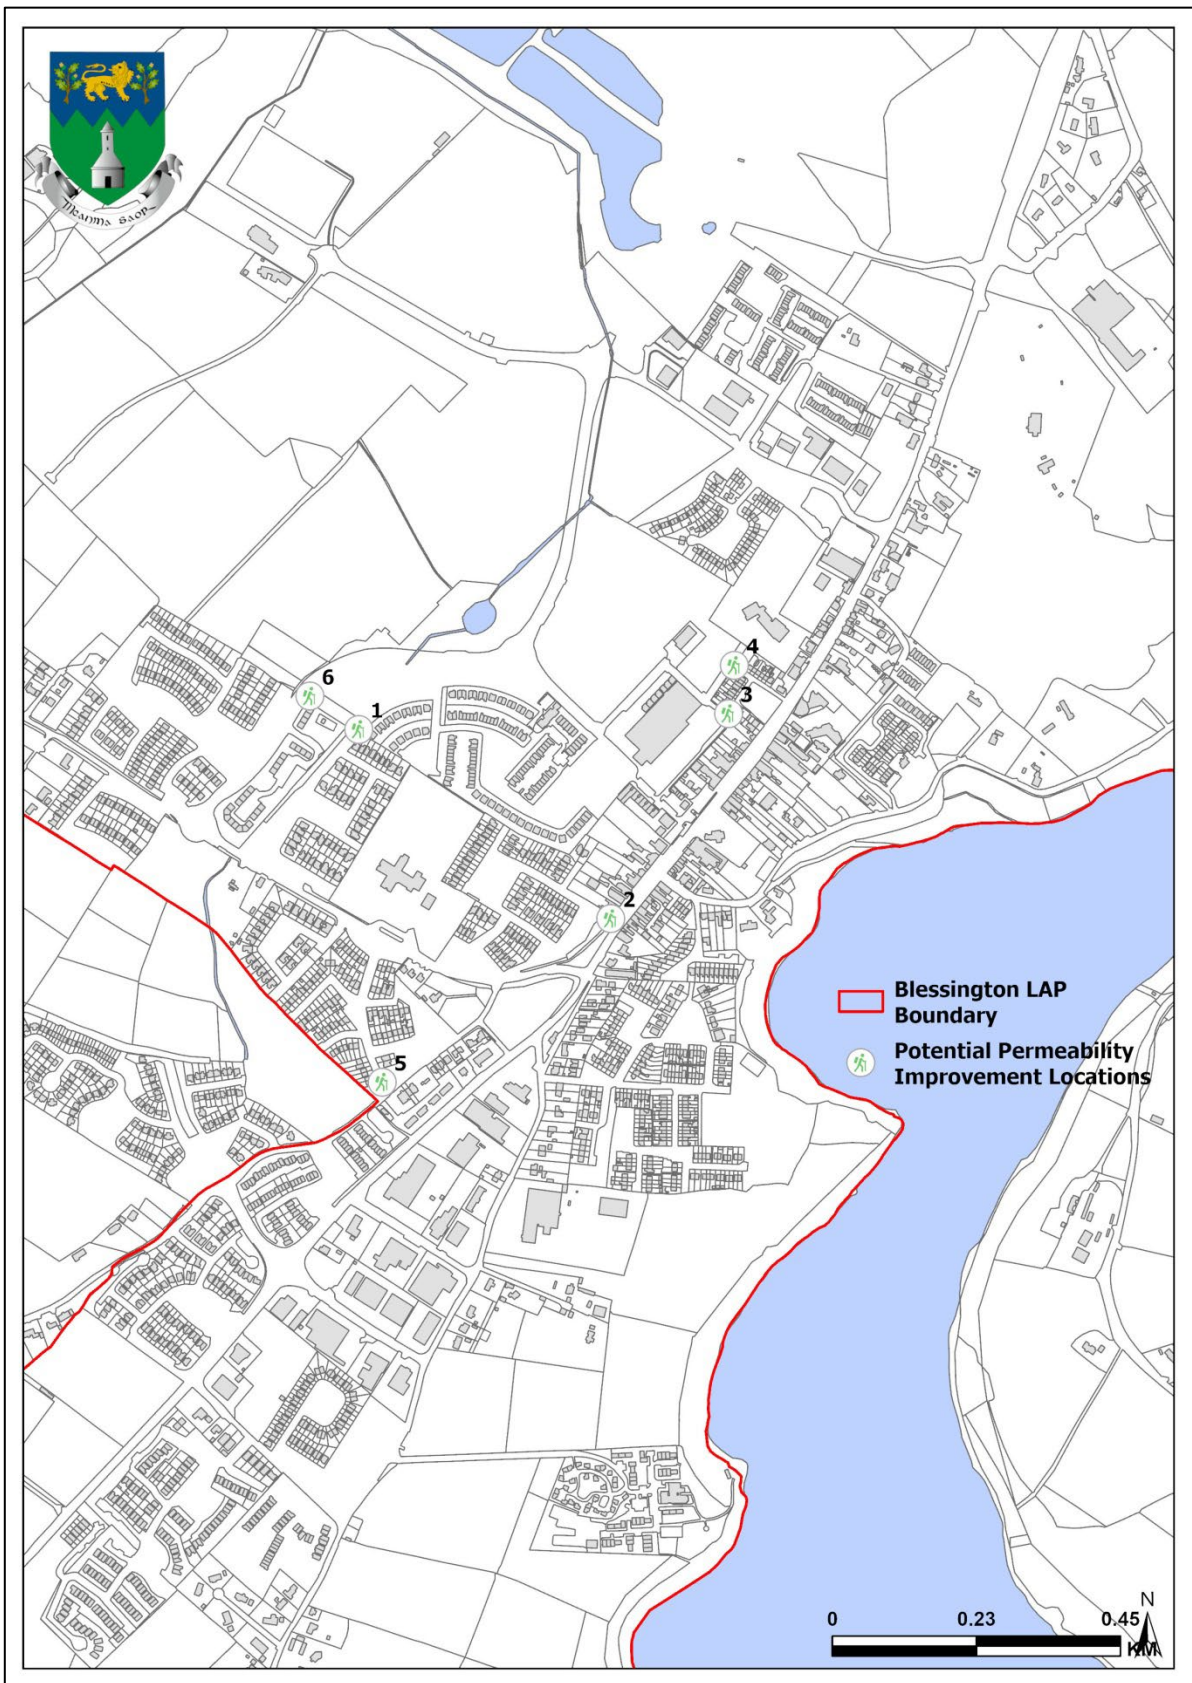 Meanma Saor
4
6
3
1
2
Blessington LAP
Boundary
Potential Permeability
Improvement Locations
5
N
0 0.23 0.45
KM